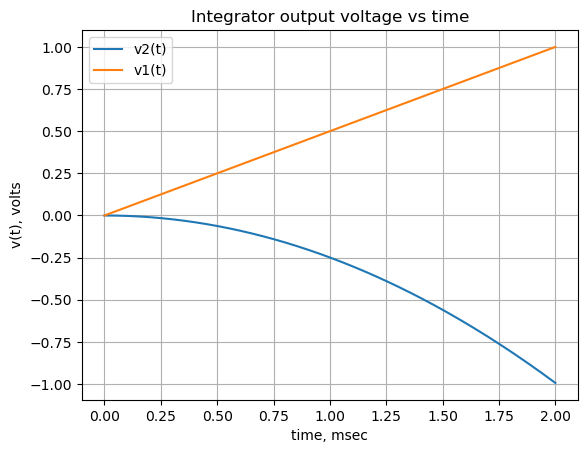 Integrator output voltage vs time
v2(t)
v1(t)
1.00
0.75
0.50
0.25
0.00
−0.25
−0.50
−0.75
−1.00
v(t), volts
0.00 0.25 0.50 0.75 1.00 1.25 1.50 1.75 2.00
time, msec